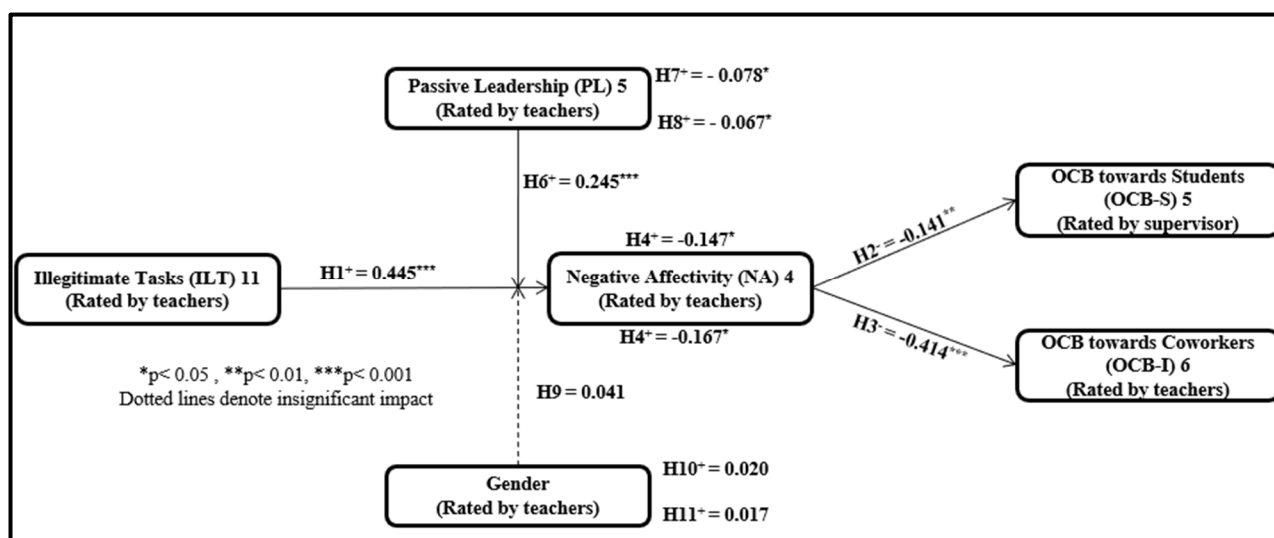 Passive Leadership (PL) 5
(Rated by teachers)
H7⁺ = - 0.078*
H8⁺ = - 0.067*
H6⁺ = 0.245***
OCB towards Students
(OCB-S) 5
(Rated by supervisor)
H2⁻ = -0.141**
H4⁺ = -0.147*
Illegitimate Tasks (ILT) 11
(Rated by teachers)
H1⁺ = 0.445***
Negative Affectivity (NA) 4
(Rated by teachers)
H4⁺ = -0.167*
H3⁻ = -0.414***
OCB towards Coworkers
(OCB-I) 6
(Rated by teachers)
*p< 0.05 , **p< 0.01, ***p< 0.001
Dotted lines denote insignificant impact
H9 = 0.041
Gender
(Rated by teachers)
H10⁺ = 0.020
H11⁺ = 0.017